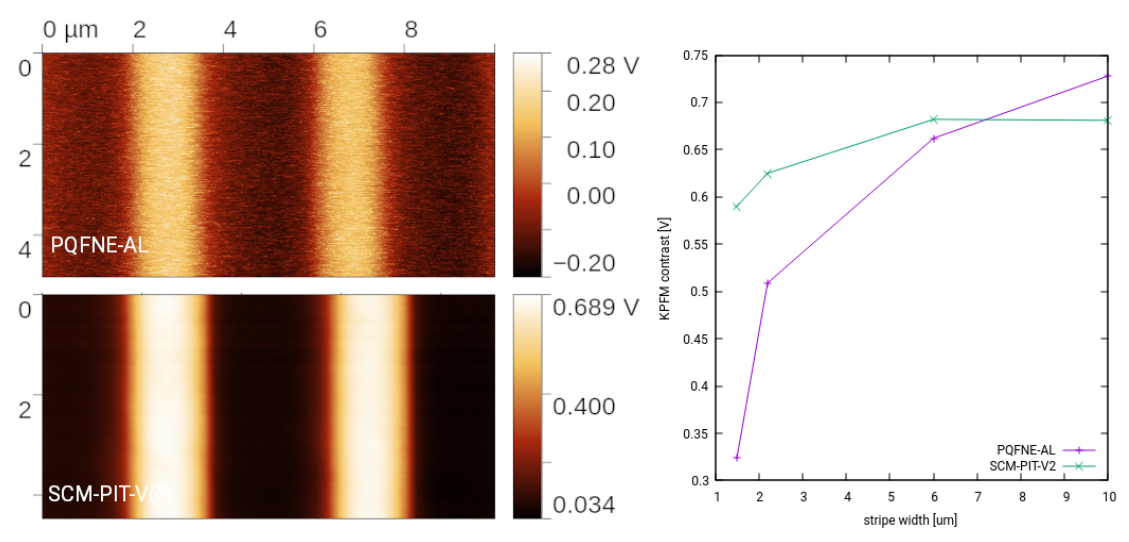 0 µm 2 4 6 8
0
2
4
PQFNE-AL
0.28 V
0.20
0.10
0.00
−0.20
0
2
SCM-PIT-V
0.689 V
0.400
0.034
0.75
0.7
0.65
0.6
0.55
0.5
0.45
0.4
0.35
0.3
KPFM contrast [V]
1 2 3 4 5 6 7 8 9 10
stripe width [um]
PQFNE-AL
SCM-PIT-V2